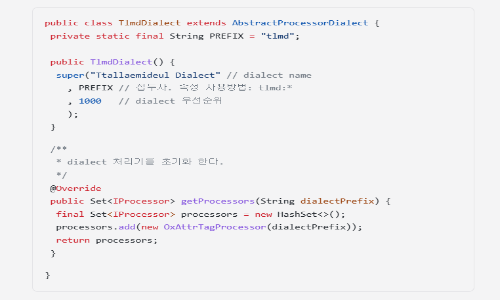 public class TlmdDialect extends AbstractProcessorDialect {
private static final String PREFIX = "tlmd";
public TlmdDialect() {
super("Ttallaemideul Dialect" // dialect name
, PREFIX // 접두사, 속성 사용방법: tlmd:*
, 1000 // dialect 우선순위
);
}
/**
* dialect 처리기를 초기화 한다.
*/
@Override
public Set<IProcessor> getProcessors(String dialectPrefix) {
final Set<IProcessor> processors = new HashSet<>();
processors.add(new OxAttrTagProcessor(dialectPrefix));
return processors;
}
}